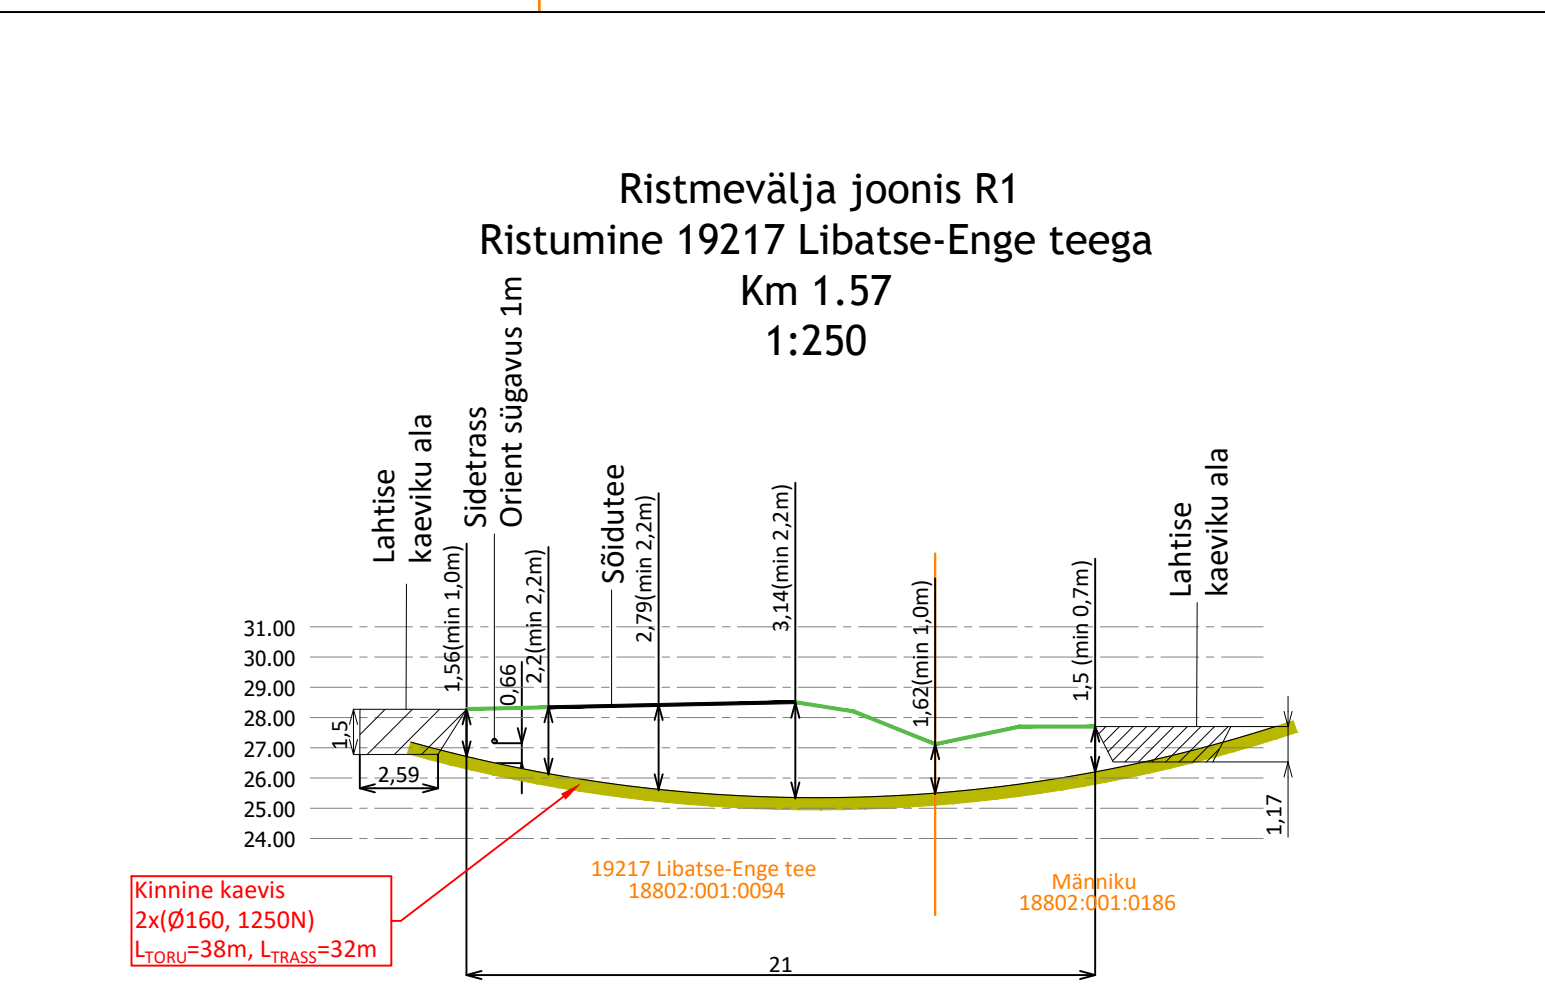 Ristmevälja joonis R1
Ristumine 19217 Libatse-Enge teega
Km 1.57
1:250
Lahtise
kaeviku ala
Sidetrass
Orient sügavus 1m
Sõidutee
Lahtise
kaeviku ala
1,56(min 1,0m)
0,66
2,2(min 2,2m)
2,79(min 2,2m)
3,14(min 2,2m)
1,62(min 1,0m)
1,5 (min 0,7m)
31.00
30.00
29.00
28.00
27.00
26.00
25.00
24.00
1,5
2,59
1,17
19217 Libatse-Enge tee
18802:001:0094
Männiku
18802:001:0186
Kinnine kaevis
2x(Ø160, 1250N)
LTORU=38m, LTRASS=32m
21